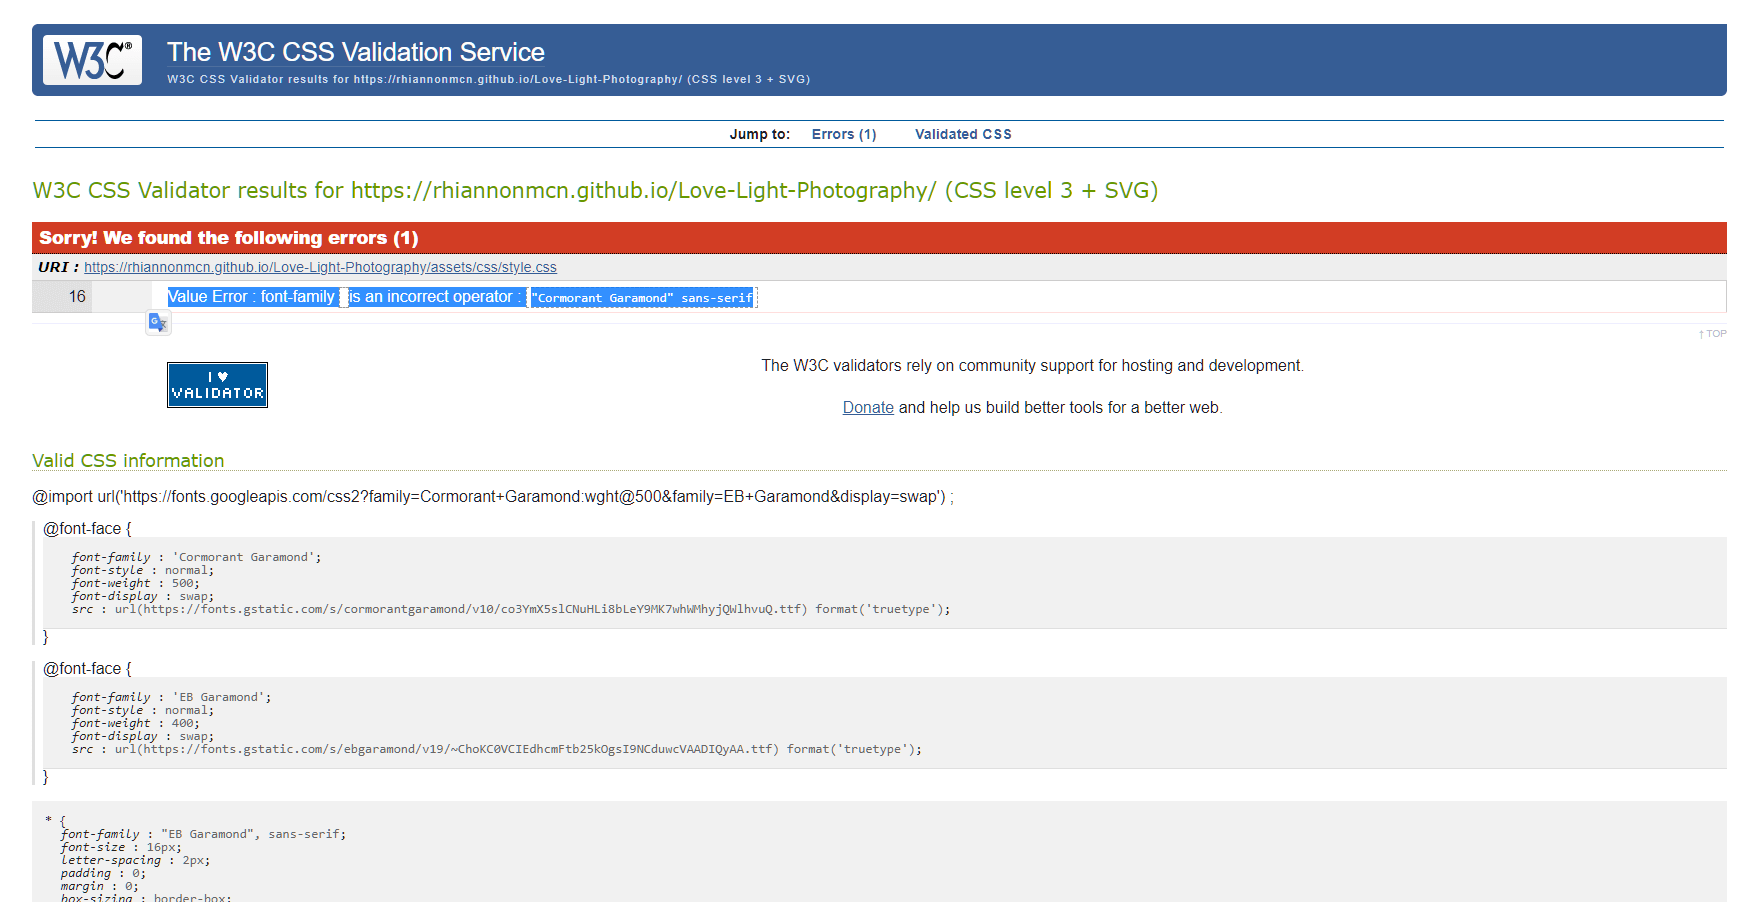 W3C®
The W3C CSS Validation Service
W3C CSS Validator results for https://rhiannonmcn.github.io/Love-Light-Photography/ (CSS level 3 + SVG)
Jump to: Errors (1) Validated CSS
W3C CSS Validator results for https://rhiannonmcn.github.io/Love-Light-Photography/ (CSS level 3 + SVG)
Sorry! We found the following errors (1)
URI : https://rhiannonmcn.github.io/Love-Light-Photography/assets/css/style.css
16 Value Error : font-family is an incorrect operator : "Cormorant Garamond" sans-serif
↑ TOP
I ♥
VALIDATOR
The W3C validators rely on community support for hosting and development.
Donate and help us build better tools for a better web.
Valid CSS information
@import url('https://fonts.googleapis.com/css2?family=Cormorant+Garamond:wght@500&family=EB+Garamond&display=swap') ;
@font-face {
font-family : 'Cormorant Garamond';
font-style : normal;
font-weight : 500;
font-display : swap;
src : url(https://fonts.gstatic.com/s/cormorantgaramond/v10/co3YmX5slCNuHLi8bLeY9MK7whWMhyjQWlhvuQ.ttf) format('truetype');
}
@font-face {
font-family : 'EB Garamond';
font-style : normal;
font-weight : 400;
font-display : swap;
src : url(https://fonts.gstatic.com/s/ebgaramond/v19/~ChoKC0VCIEdhcmFtb25kOgsI9NCduwcVAADIQyAA.ttf) format('truetype');
}
* {
font-family : "EB Garamond", sans-serif;
font-size : 16px;
letter-spacing : 2px;
padding : 0;
margin : 0;
box-sizing : border-box;